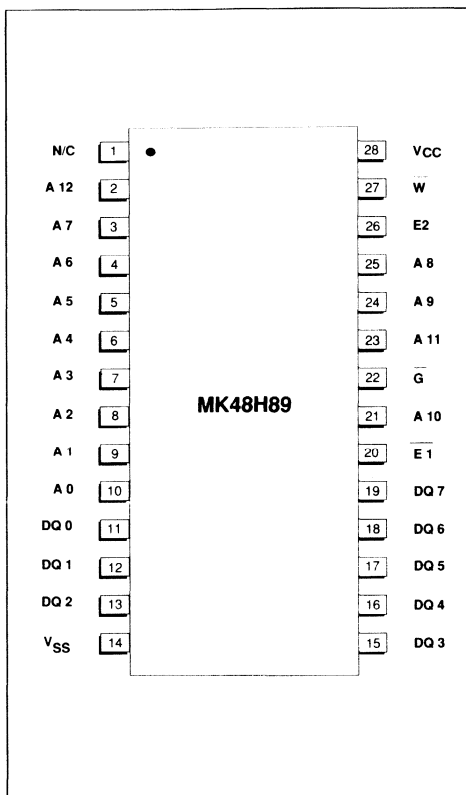 N/C 1 28 VCC
A 12 2 27 W̅
A 7 3 26 E2
A 6 4 25 A 8
A 5 5 24 A 9
A 4 6 23 A 11
A 3 7 22 G̅
MK48H89
A 2 8 21 A 10
A 1 9 20 E̅ 1̅
A 0 10 19 DQ 7
DQ 0 11 18 DQ 6
DQ 1 12 17 DQ 5
DQ 2 13 16 DQ 4
VSS 14 15 DQ 3